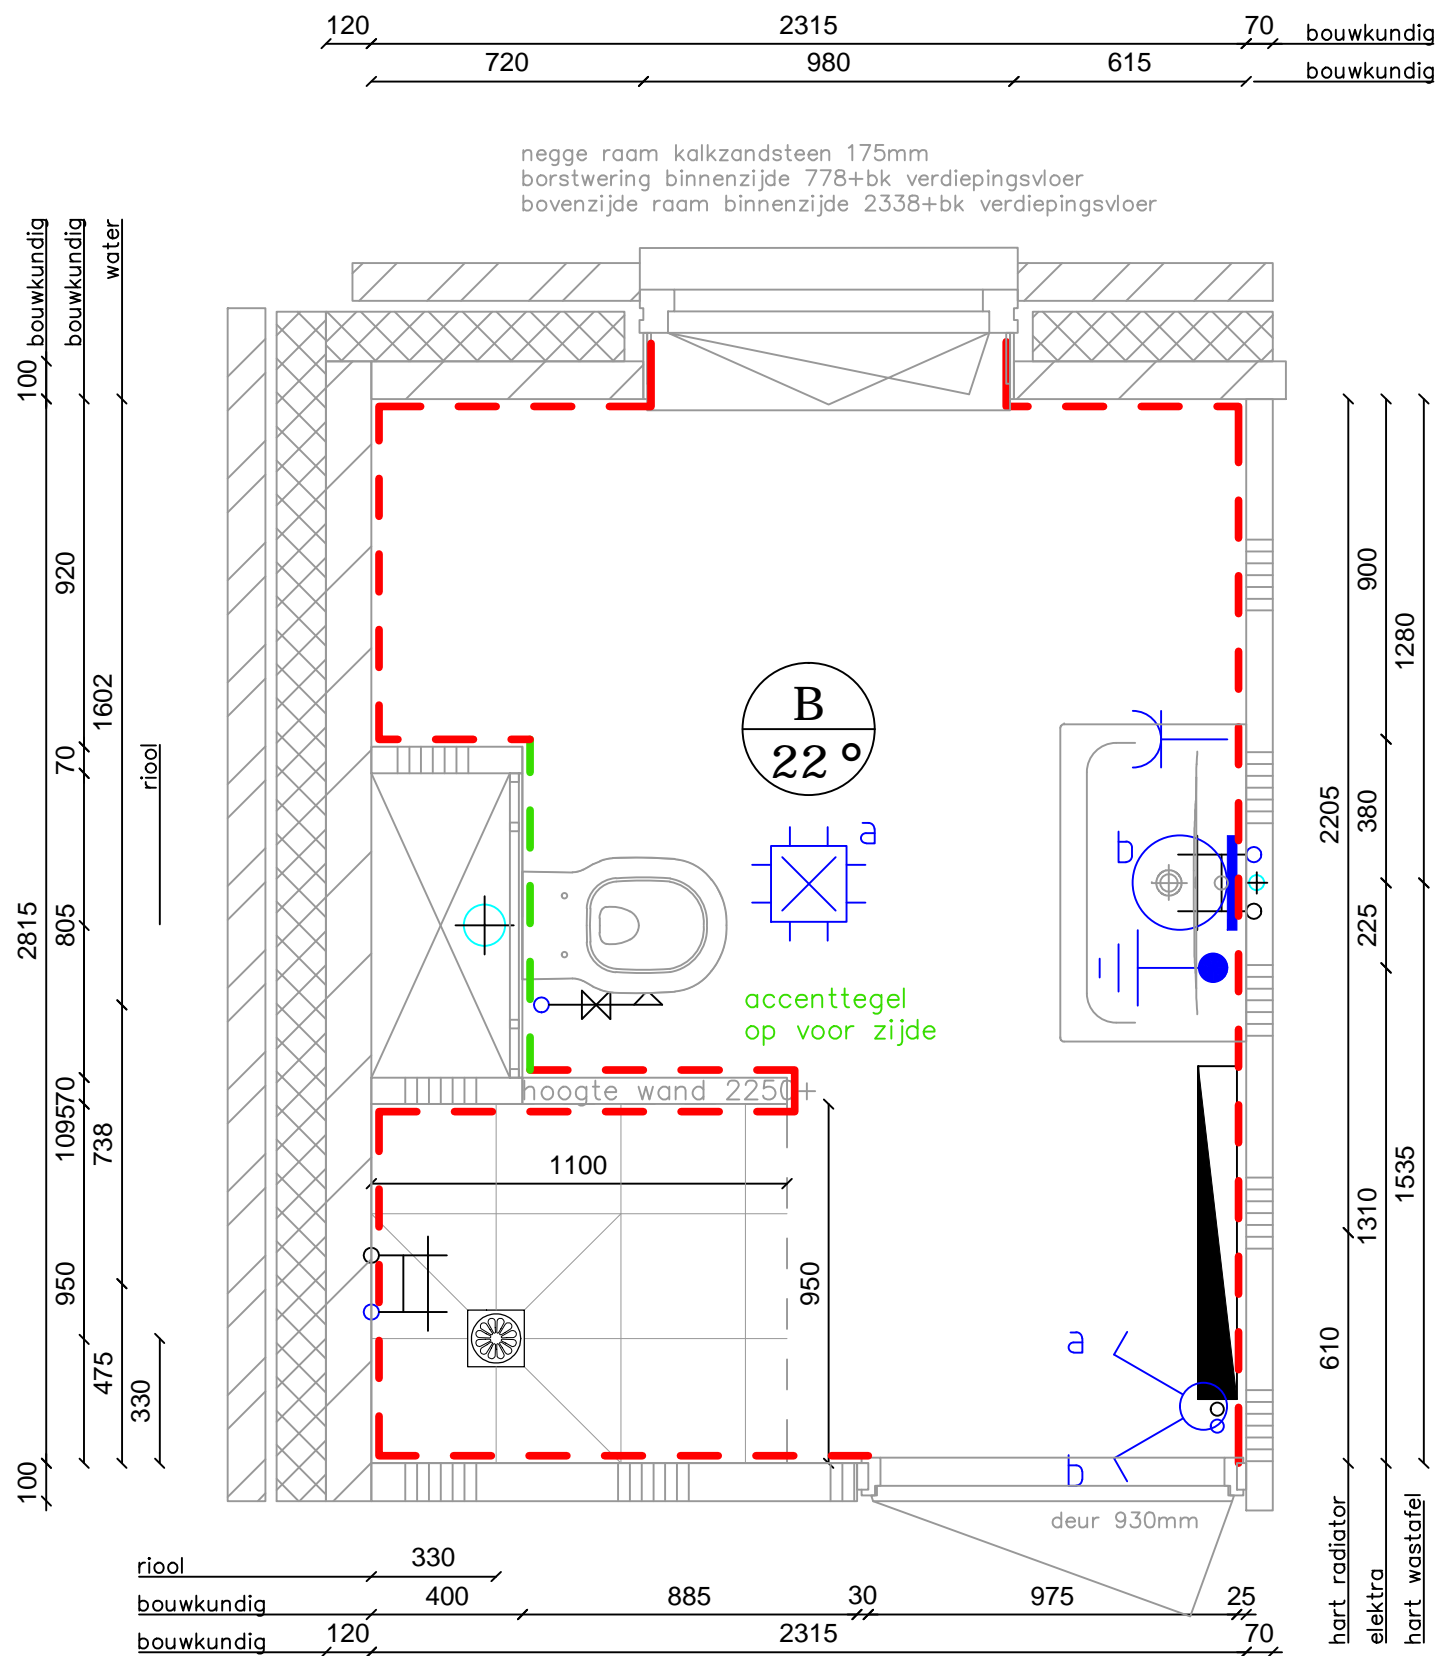 120
2315
70
bouwkundig
720
980
615
bouwkundig
negge raam kalkzandsteen 175mm
borstwering binnenzijde 778+bk verdiepingsvloer
bovenzijde raam binnenzijde 2338+bk verdiepingsvloer
bouwkundig
bouwkundig
water
100
920
1602
70
riool
2815
805
70
1095
738
950
475
330
100
B
22°
a
b
accenttegel
op voor zijde
hoogte wand 2250+
1100
950
a
b
deur 930mm
900
1280
2205
380
225
1535
1310
610
hart radiator
elektra
hart wastafel
riool
330
bouwkundig
400
885
30
975
25
bouwkundig
120
2315
70